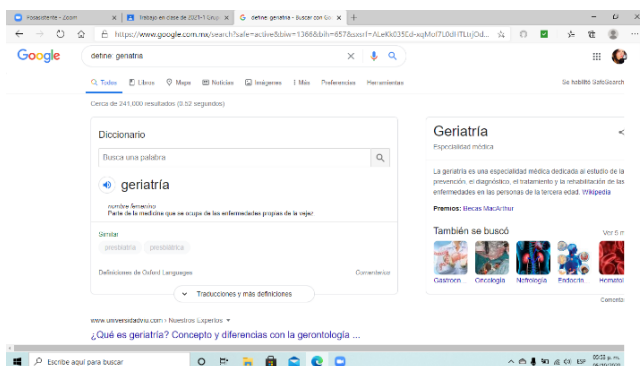 Posasistente - Zoom
Trabajo en clase de 2021-1 Grup
define: geriatria - Buscar con Go
https://www.google.com.mx/search?safe=active&biw=1366&bih=657&sxsrf=
Google
define: geriatria
Todos Libros Maps Noticias Imágenes Más Preferencias Herramientas
Se habilitó SafeSearch
Cerca de 241,000 resultados (0.52 segundos)
Diccionario
Busca una palabra
geriatría
nombre femenino
Parte de la medicina que se ocupa de las enfermedades propias de la vejez.
Similar
presbiatría presbiátrica
Definiciones de Oxford Languages
Comentarios
Traducciones y más definiciones
www.universidadviu.com › Nuestros Expertos
¿Qué es geriatría? Concepto y diferencias con la gerontología ...
Geriatría
Especialidad médica
La geriatría es una especialidad médica dedicada al estudio de la
prevención, el diagnóstico, el tratamiento y la rehabilitación de las
enfermedades en las personas de la tercera edad. Wikipedia
Premios: Becas MacArthur
También se buscó
Ver 5 m
Gastroen... Oncología Nefrología Endocrin... Hematol
Comentar
Escribe aquí para buscar
ESP